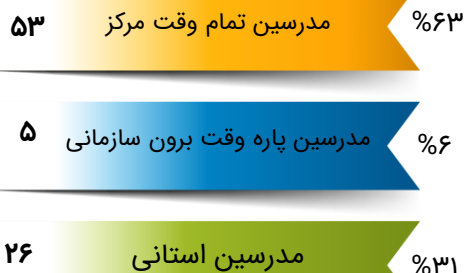 %۶۳ مدرسین تمام وقت مرکز ۵۳
%۶ مدرسین پاره وقت برون سازمانی ۵
%۳۱ مدرسین استانی ۲۶